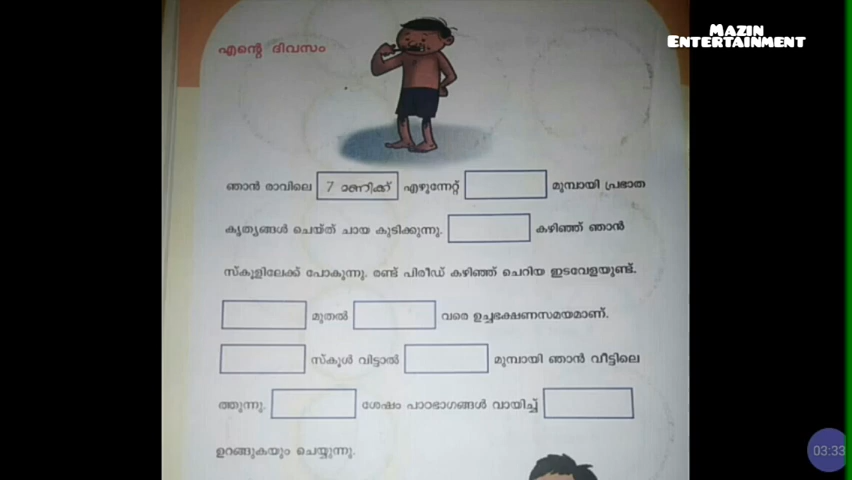 MAZIN
ENTERTAINMENT
എന്റെ ദിവസം
ഞാൻ രാവിലെ 7 മണിക്ക് എഴുന്നേറ്റ് മുമ്പായി പ്രഭാത
കൃത്യങ്ങൾ ചെയ്ത് ചായ കുടിക്കുന്നു. കഴിഞ്ഞ് ഞാൻ
സ്കൂളിലേക്ക് പോകുന്നു. രണ്ട് പിരീഡ് കഴിഞ്ഞ് ചെറിയ ഇടവേളയുണ്ട്.
മുതൽ വരെ ഉച്ചഭക്ഷണസമയമാണ്.
സ്കൂൾ വിട്ടാൽ മുമ്പായി ഞാൻ വീട്ടിലെ
ത്തുന്നു. ശേഷം പാഠഭാഗങ്ങൾ വായിച്ച്
ഉറങ്ങുകയും ചെയ്യുന്നു.
03:33